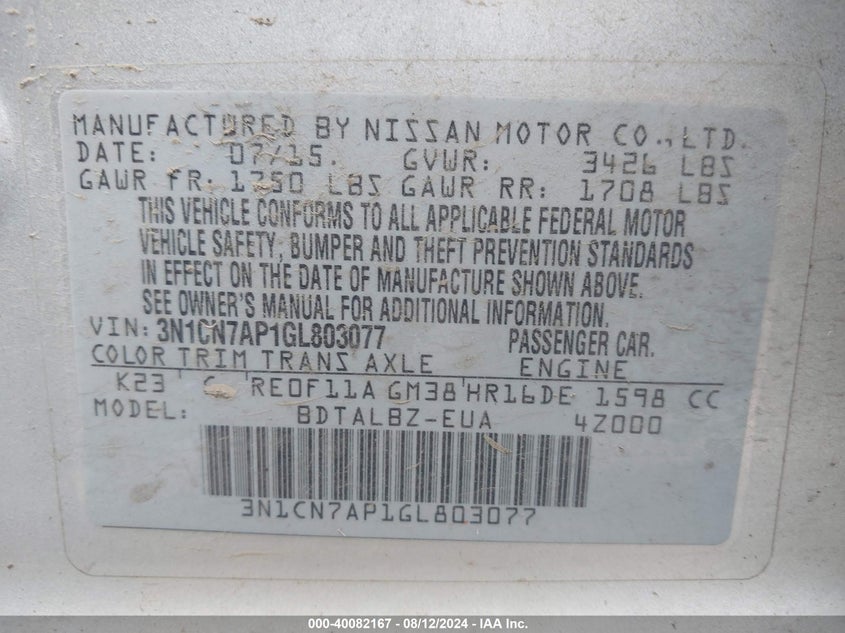 MANUFACTURED BY NISSAN MOTOR CO., LTD.
DATE: 07/15. GVWR: 3426 LBS
GAWR FR: 1750 LBS GAWR RR: 1708 LBS
THIS VEHICLE CONFORMS TO ALL APPLICABLE FEDERAL MOTOR
VEHICLE SAFETY, BUMPER AND THEFT PREVENTION STANDARDS
IN EFFECT ON THE DATE OF MANUFACTURE SHOWN ABOVE.
SEE OWNER'S MANUAL FOR ADDITIONAL INFORMATION.
VIN: 3N1CN7AP1GL803077 PASSENGER CAR.
COLOR TRIM TRANS AXLE ENGINE
K23 G RE0F11A GM38 HR16DE 1598 CC
MODEL: BDTALBZ-EUA 4Z000
3N1CN7AP1GL803077
000-40082167 - 08/12/2024 - IAA Inc.